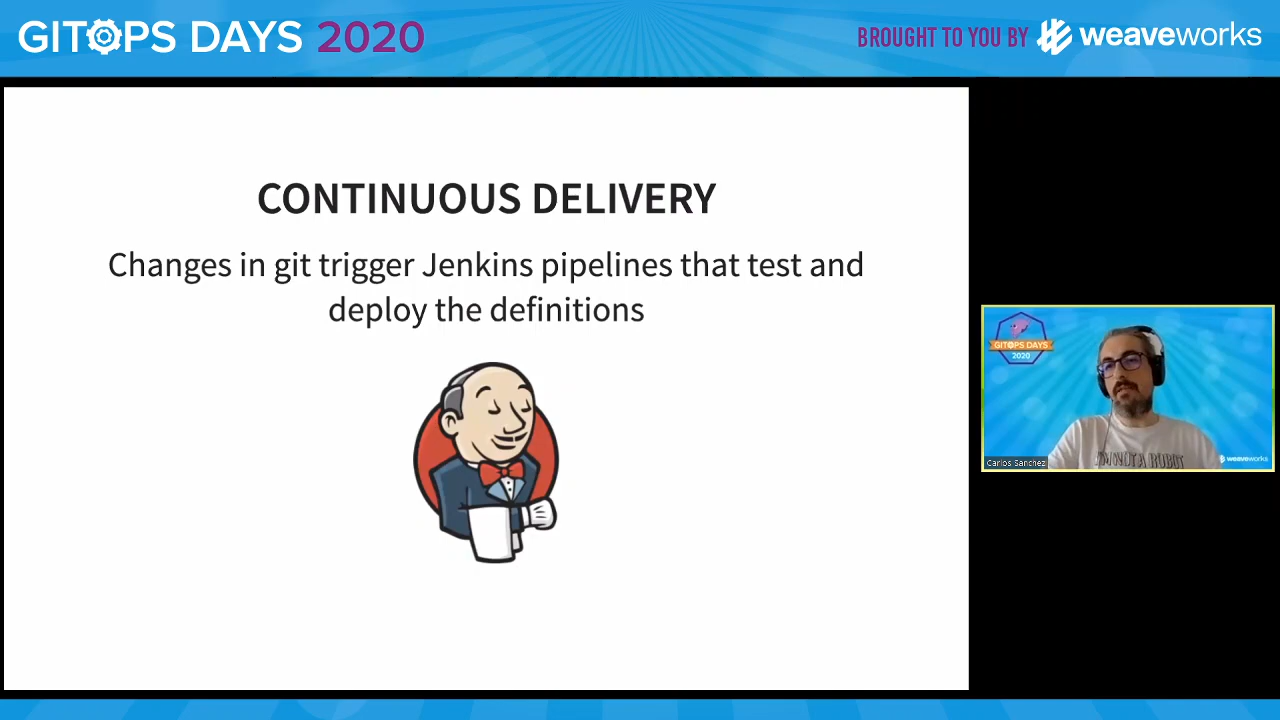 GITOPS DAYS 2020
BROUGHT TO YOU BY weaveworks
CONTINUOUS DELIVERY
Changes in git trigger Jenkins pipelines that test and
deploy the definitions
GITOPS DAYS
2020
Carlos Sanchez
weaveworks